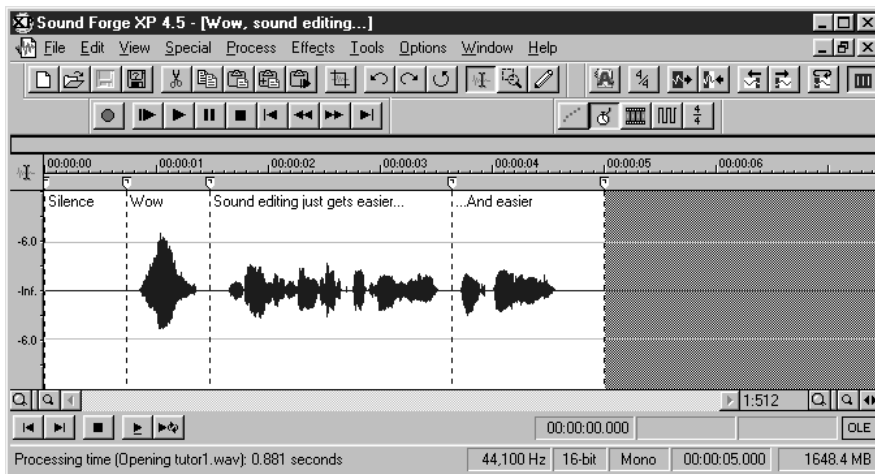 Sound Forge XP 4.5 - [Wow, sound editing...]
File Edit View Special Process Effects Tools Options Window Help
00:00:00 00:00:01 00:00:02 00:00:03 00:00:04 00:00:05 00:00:06
Silence Wow Sound editing just gets easier... ...And easier
-6.0
-Inf.
-6.0
1:512
00:00:00.000 OLE
Processing time (Opening tutor1.wav): 0.881 seconds 44,100 Hz 16-bit Mono 00:00:05.000 1648.4 MB